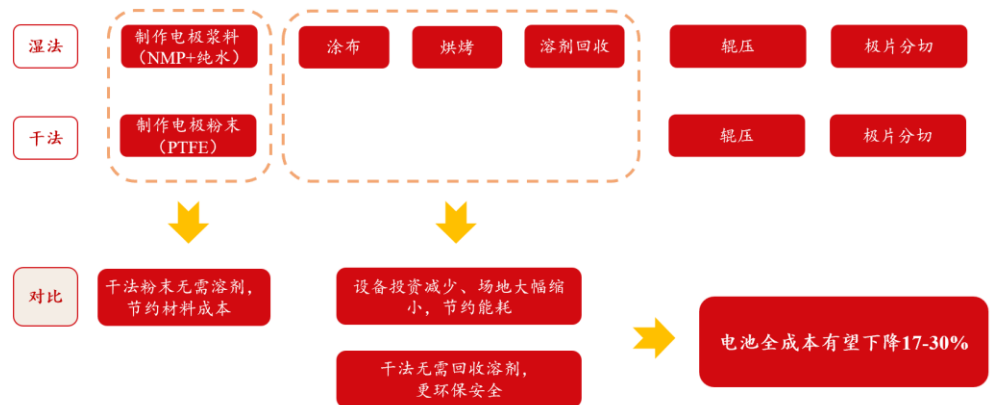 湿法
制作电极浆料
（NMP+纯水）
涂布
烘烤
溶剂回收
辊压
极片分切
干法
制作电极粉末
（PTFE）
辊压
极片分切
对比
干法粉末无需溶剂，
节约材料成本
设备投资减少、场地大幅缩
小，节约能耗
干法无需回收溶剂，
更环保安全
电池全成本有望下降17-30%